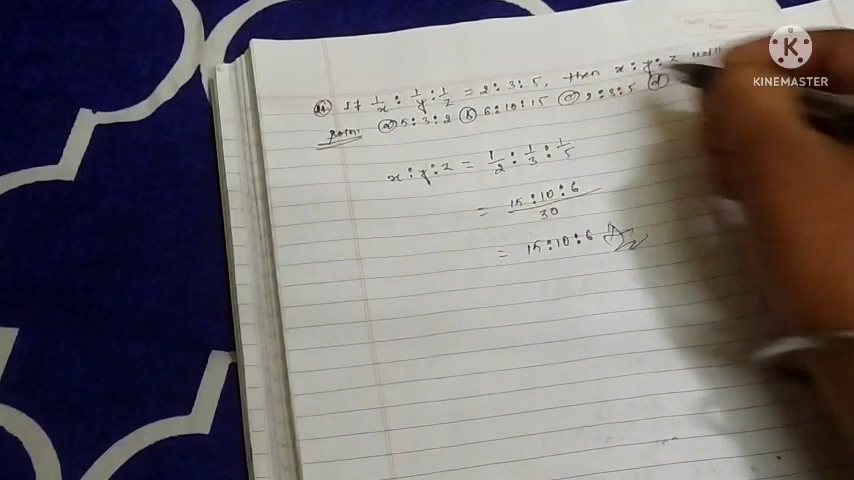 If 1/x : 1/y : 1/z = 2 : 3 : 5, then x : y : z
(a) 5 : 3 : 2 (b) 6 : 10 : 15 (c) 2 : 3 : 5 (d)
x : y : z = 1/2 : 1/3 : 1/5
= 15 : 10 : 6 / 30
= 15 : 10 : 6
KINEMASTER